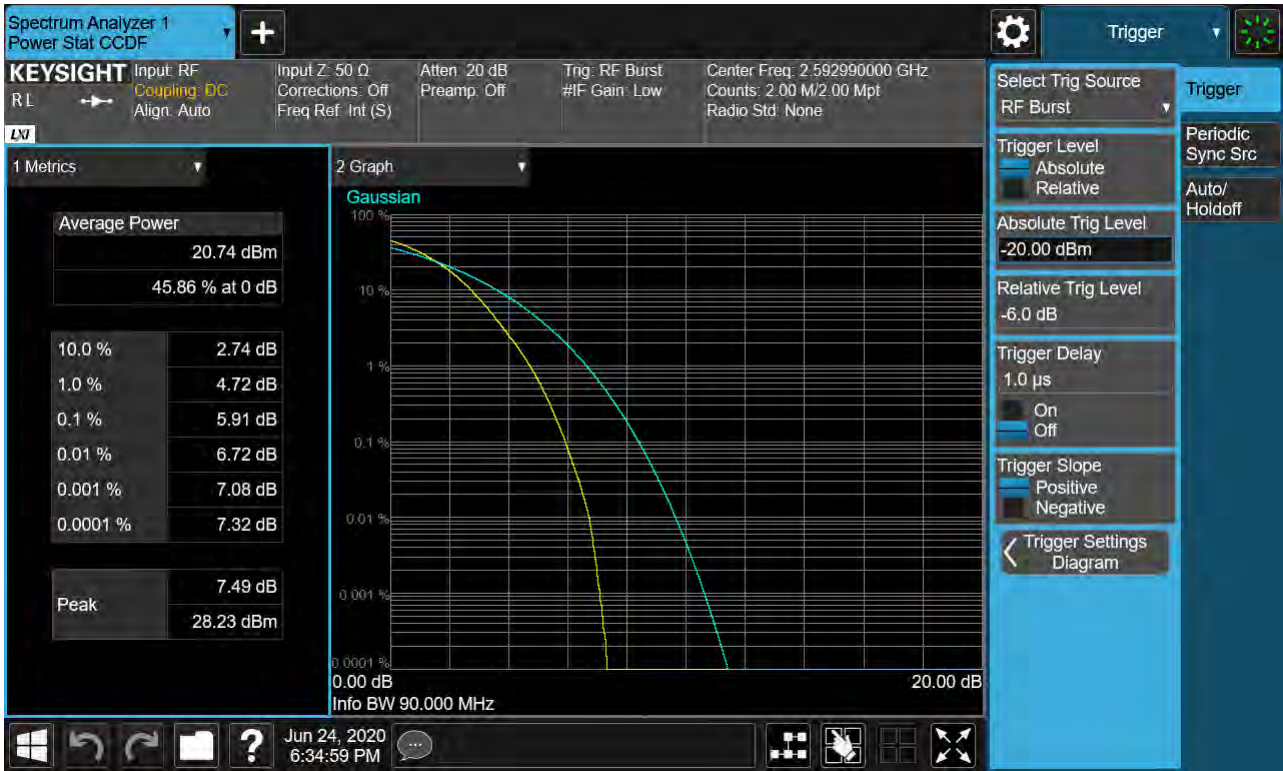 Spectrum Analyzer 1
Power Stat CCDF
+
Trigger
KEYSIGHT
R L
LXI
Input: RF
Coupling: DC
Align: Auto
Input Z: 50 Ω
Corrections: Off
Freq Ref: Int (S)
Atten: 20 dB
Preamp: Off
Trig: RF Burst
#IF Gain: Low
Center Freq: 2.592990000 GHz
Counts: 2.00 M/2.00 Mpt
Radio Std: None
1 Metrics
Average Power
20.74 dBm
45.86 % at 0 dB
10.0 % 2.74 dB
1.0 % 4.72 dB
0.1 % 5.91 dB
0.01 % 6.72 dB
0.001 % 7.08 dB
0.0001 % 7.32 dB
Peak
7.49 dB
28.23 dBm
2 Graph
Gaussian
100 %
10 %
1 %
0.1 %
0.01 %
0.001 %
0.0001 %
0.00 dB 20.00 dB
Info BW 90.000 MHz
Select Trig Source
RF Burst
Trigger Level
Absolute
Relative
Absolute Trig Level
-20.00 dBm
Relative Trig Level
-6.0 dB
Trigger Delay
1.0 µs
On
Off
Trigger Slope
Positive
Negative
Trigger Settings
Diagram
Trigger
Periodic
Sync Src
Auto/
Holdoff
?
Jun 24, 2020
6:34:59 PM